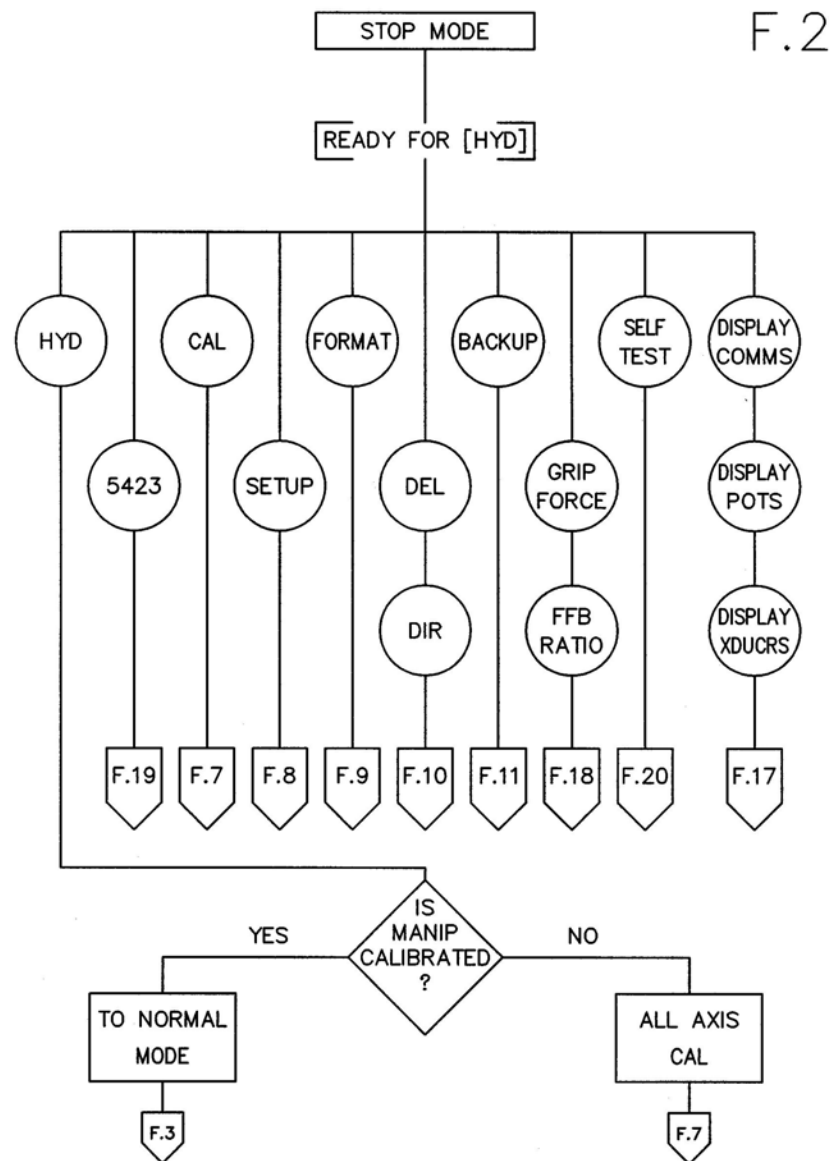 F.2
STOP MODE
READY FOR [HYD]
HYD
CAL
FORMAT
BACKUP
SELF
TEST
DISPLAY
COMMS
5423
SETUP
DEL
GRIP
FORCE
DISPLAY
POTS
DIR
FFB
RATIO
DISPLAY
XDUCRS
F.19
F.7
F.8
F.9
F.10
F.11
F.18
F.20
F.17
IS
MANIP
CALIBRATED
?
YES
NO
TO NORMAL
MODE
ALL AXIS
CAL
F.3
F.7